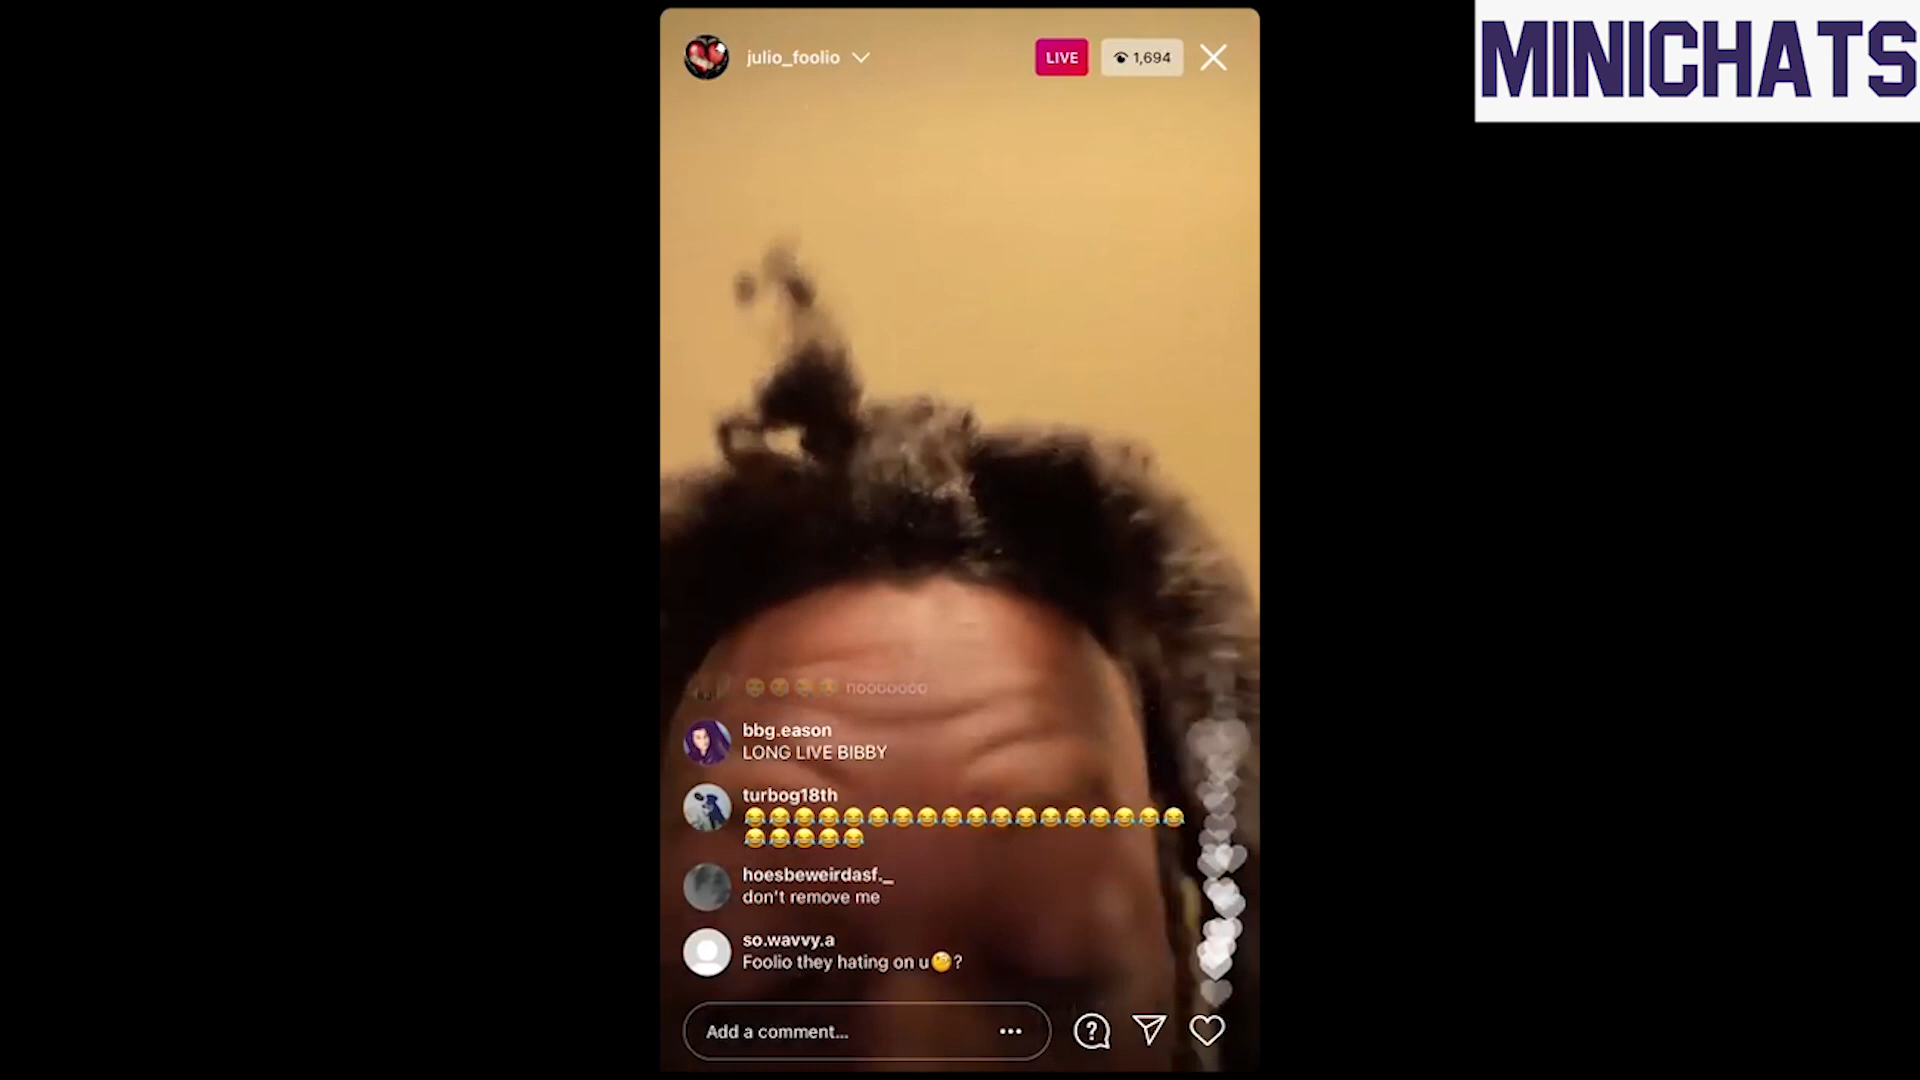 MINICHATS
julio_foolio
LIVE
1,694
😂😂😂😂 nooooooo
bbg.eason
LONG LIVE BIBBY
turbog18th
😂😂😂😂😂😂😂😂😂😂😂😂😂😂😂😂😂😂
😂😂😂😂😂
hoesbeweirdasf._
don't remove me
so.wavvy.a
Foolio they hating on u🧐?
Add a comment...